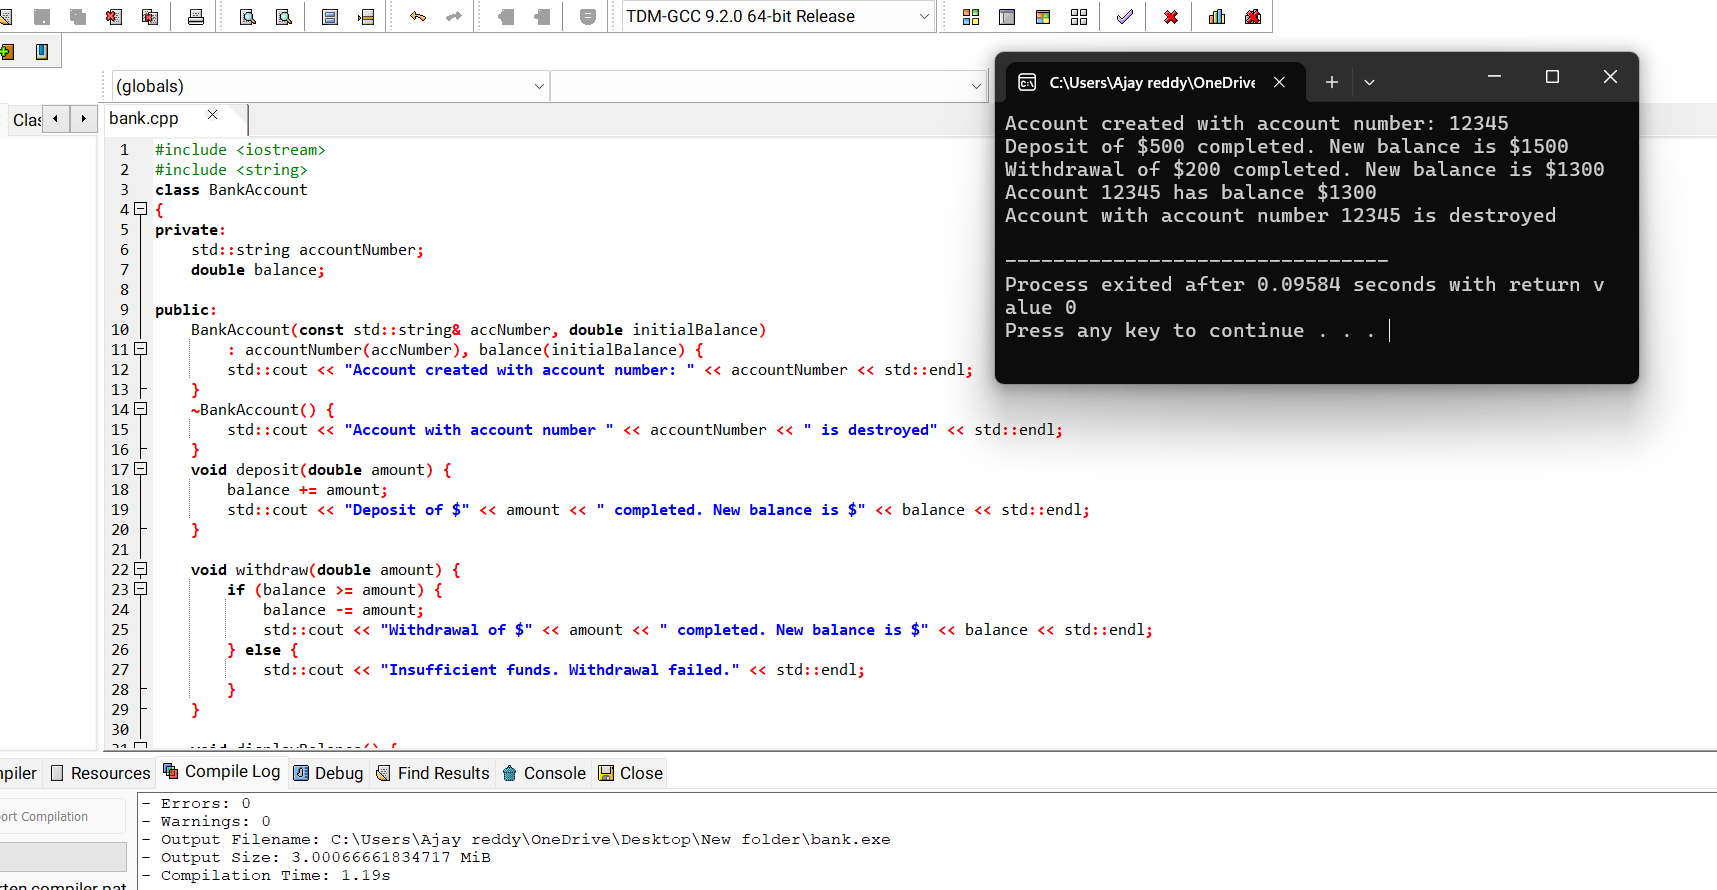 TDM-GCC 9.2.0 64-bit Release
(globals)
C:\Users\Ajay reddy\OneDrive
Clas
bank.cpp
Account created with account number: 12345
Deposit of $500 completed. New balance is $1500
Withdrawal of $200 completed. New balance is $1300
Account 12345 has balance $1300
Account with account number 12345 is destroyed
--------------------------------
Process exited after 0.09584 seconds with return v
alue 0
Press any key to continue . . .
1 #include <iostream>
2 #include <string>
3 class BankAccount
4 {
5 private:
6 std::string accountNumber;
7 double balance;
8
9 public:
10 BankAccount(const std::string& accNumber, double initialBalance)
11 : accountNumber(accNumber), balance(initialBalance) {
12 std::cout << "Account created with account number: " << accountNumber << std::endl;
13 }
14 ~BankAccount() {
15 std::cout << "Account with account number " << accountNumber << " is destroyed" << std::endl;
16 }
17 void deposit(double amount) {
18 balance += amount;
19 std::cout << "Deposit of $" << amount << " completed. New balance is $" << balance << std::endl;
20 }
21
22 void withdraw(double amount) {
23 if (balance >= amount) {
24 balance -= amount;
25 std::cout << "Withdrawal of $" << amount << " completed. New balance is $" << balance << std::endl;
26 } else {
27 std::cout << "Insufficient funds. Withdrawal failed." << std::endl;
28 }
29 }
30
31 void displayBalance() {
piler Resources Compile Log Debug Find Results Console Close
ort Compilation
- Errors: 0
- Warnings: 0
- Output Filename: C:\Users\Ajay reddy\OneDrive\Desktop\New folder\bank.exe
- Output Size: 3.00066661834717 MiB
- Compilation Time: 1.19s
rten compiler pat